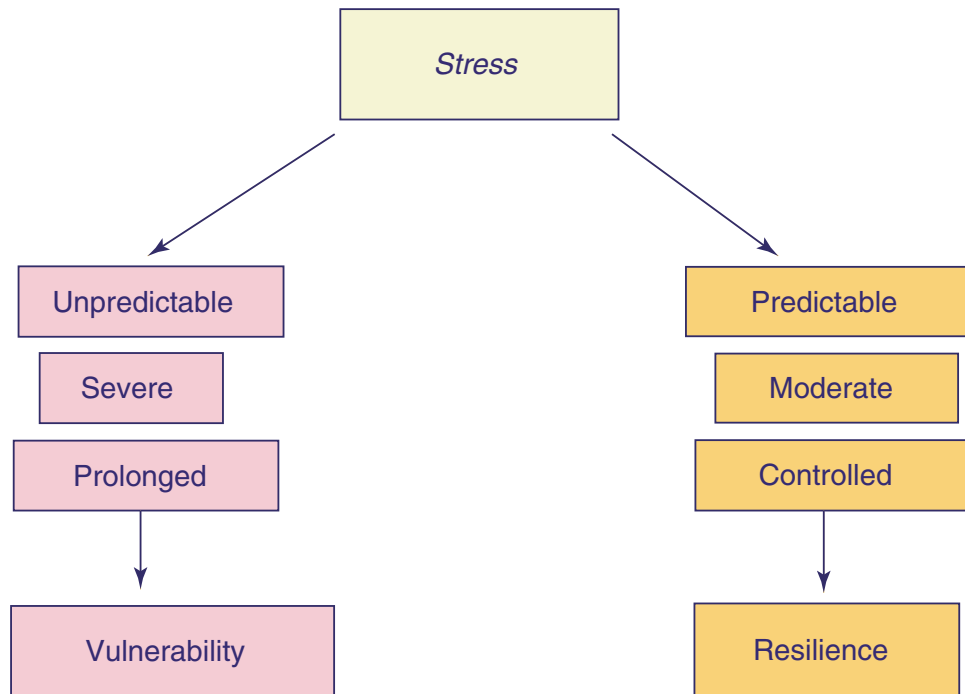 Stress
Unpredictable
Severe
Prolonged
Vulnerability
Predictable
Moderate
Controlled
Resilience